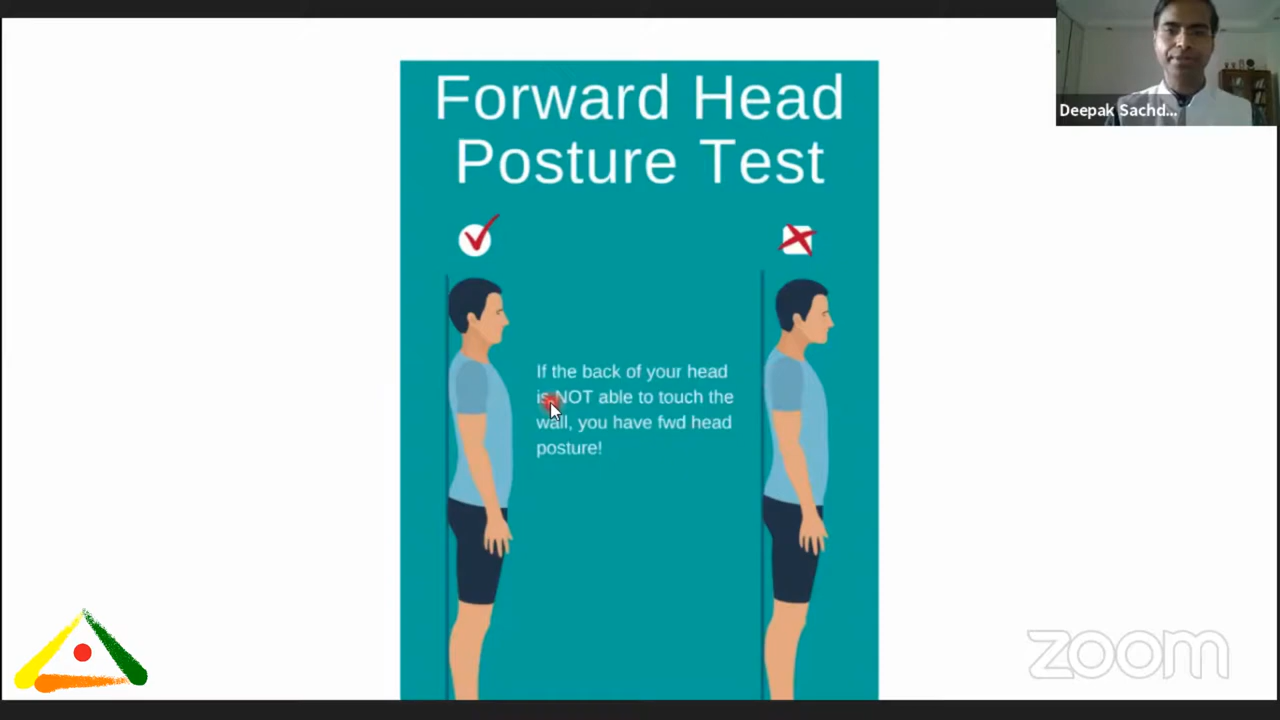 Forward Head
Posture Test
If the back of your head
is NOT able to touch the
wall, you have fwd head
posture!
Deepak Sachd...
zoom